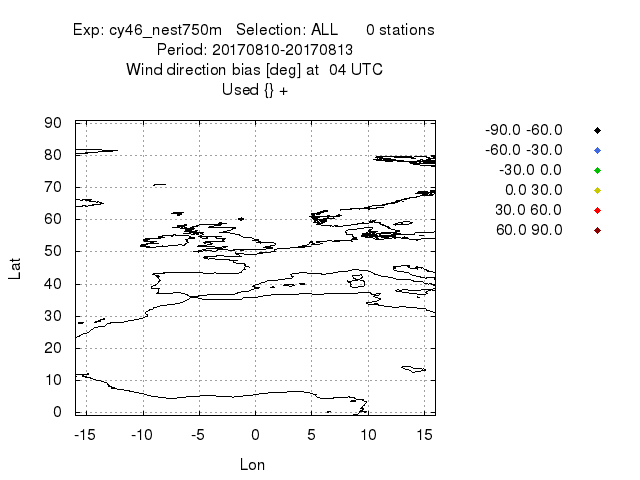 Exp: cy46_nest750m Selection: ALL 0 stations
Period: 20170810-20170813
Wind direction bias [deg] at 04 UTC
Used {} +
90
80
70
60
50
40
30
20
10
0
Lat
-15 -10 -5 0 5 10 15
Lon
-90.0 -60.0
-60.0 -30.0
-30.0 0.0
0.0 30.0
30.0 60.0
60.0 90.0